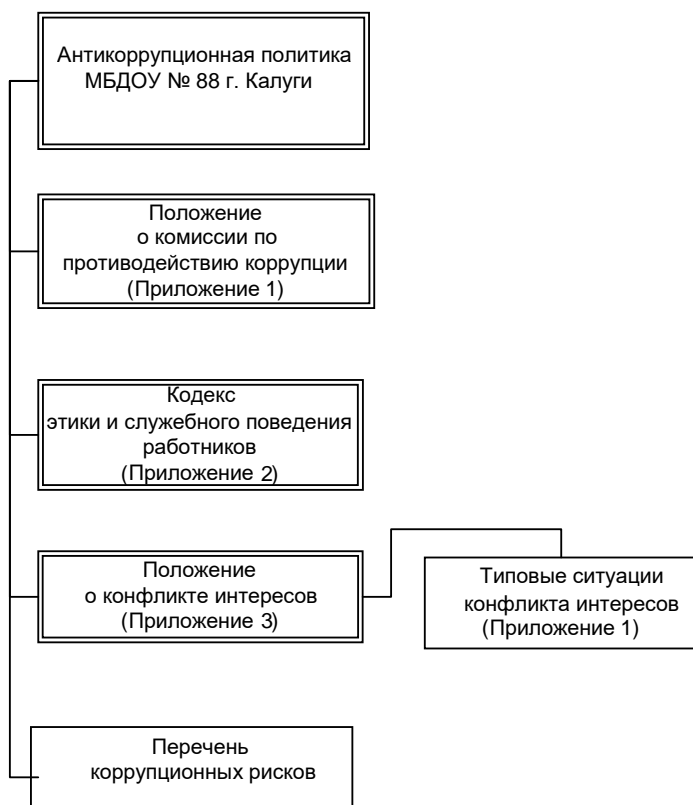 Антикоррупционная политика
МБДОУ № 88 г. Калуги
Положение
о комиссии по
противодействию коррупции
(Приложение 1)
Кодекс
этики и служебного поведения
работников
(Приложение 2)
Положение
о конфликте интересов
(Приложение 3)
Типовые ситуации
конфликта интересов
(Приложение 1)
Перечень
коррупционных рисков